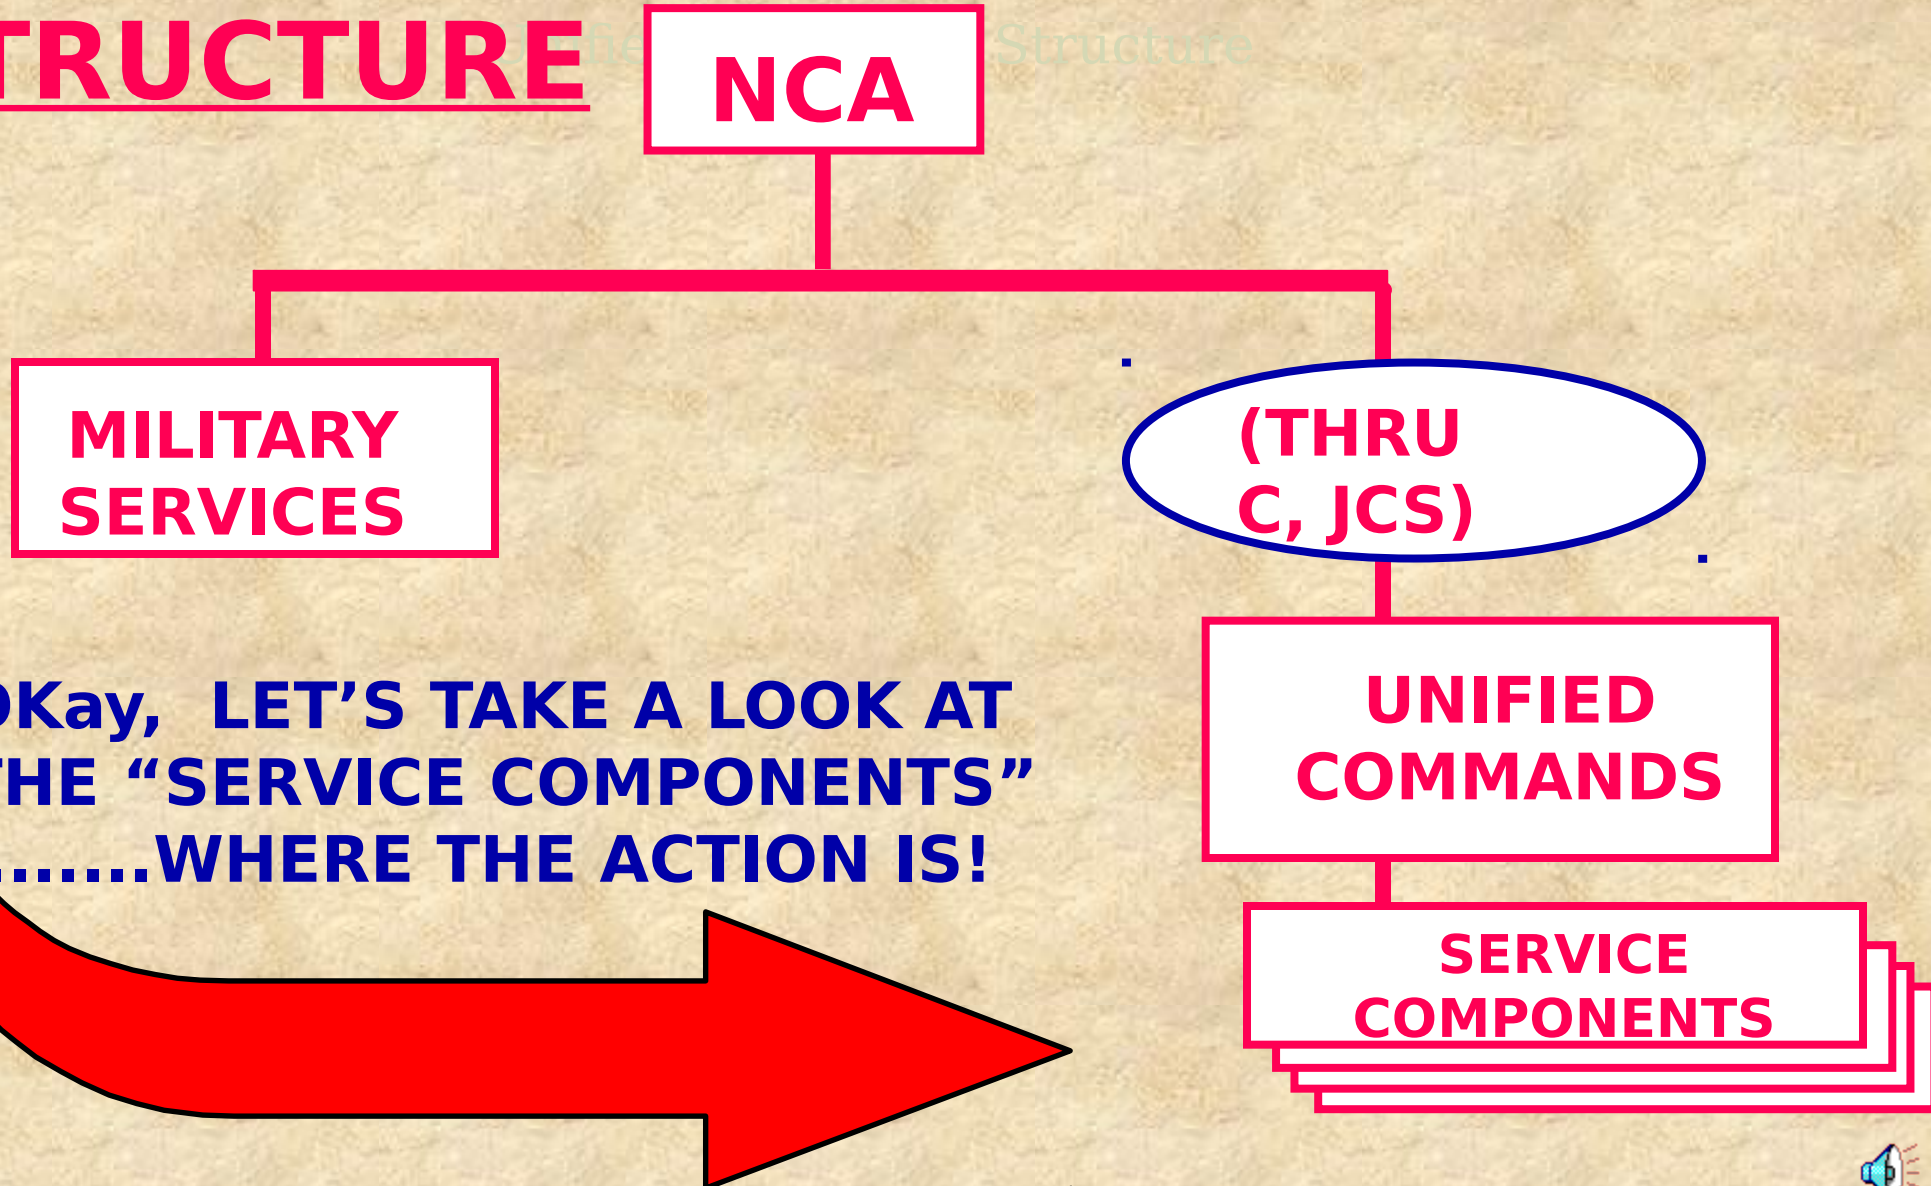 TRUCTURE
fie Structure
NCA
MILITARY
SERVICES
(THRU
C, JCS)
UNIFIED
COMMANDS
OKay, LET’S TAKE A LOOK AT
THE “SERVICE COMPONENTS”
........WHERE THE ACTION IS!
SERVICE
COMPONENTS